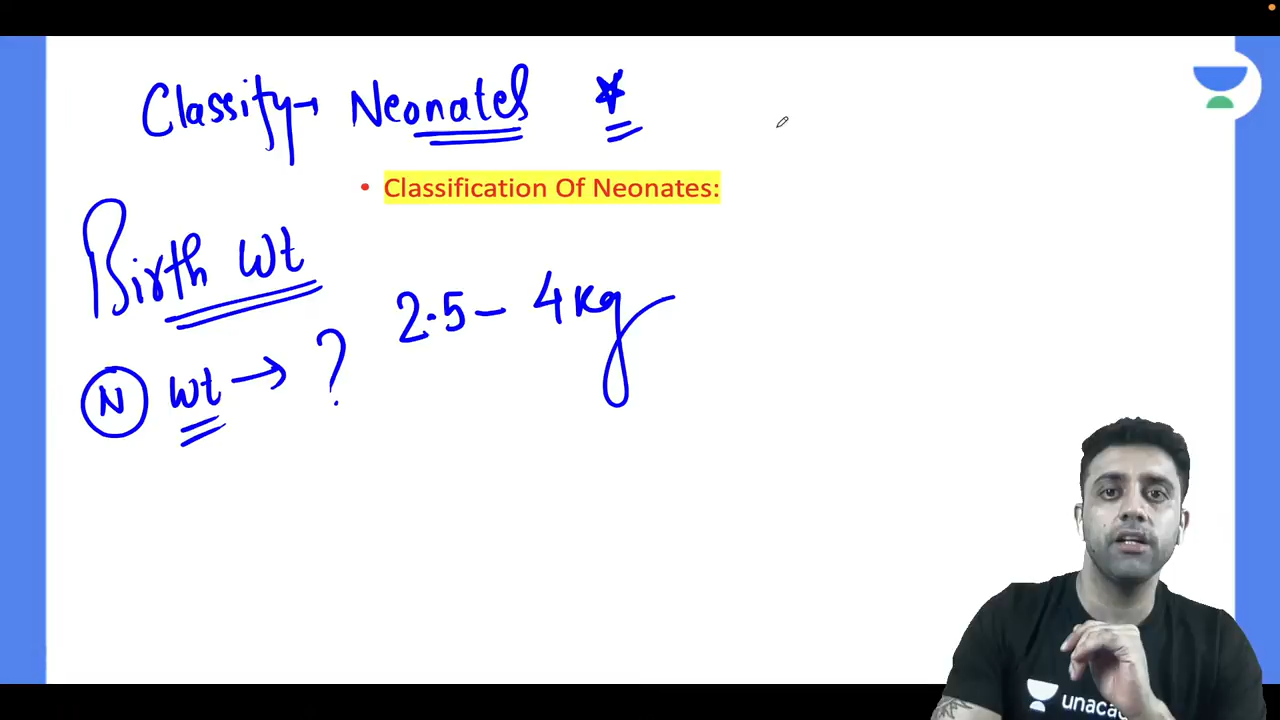 Classify→ Neonates *
• Classification Of Neonates:
Birth Wt
2.5 – 4 Kg
N Wt → ?